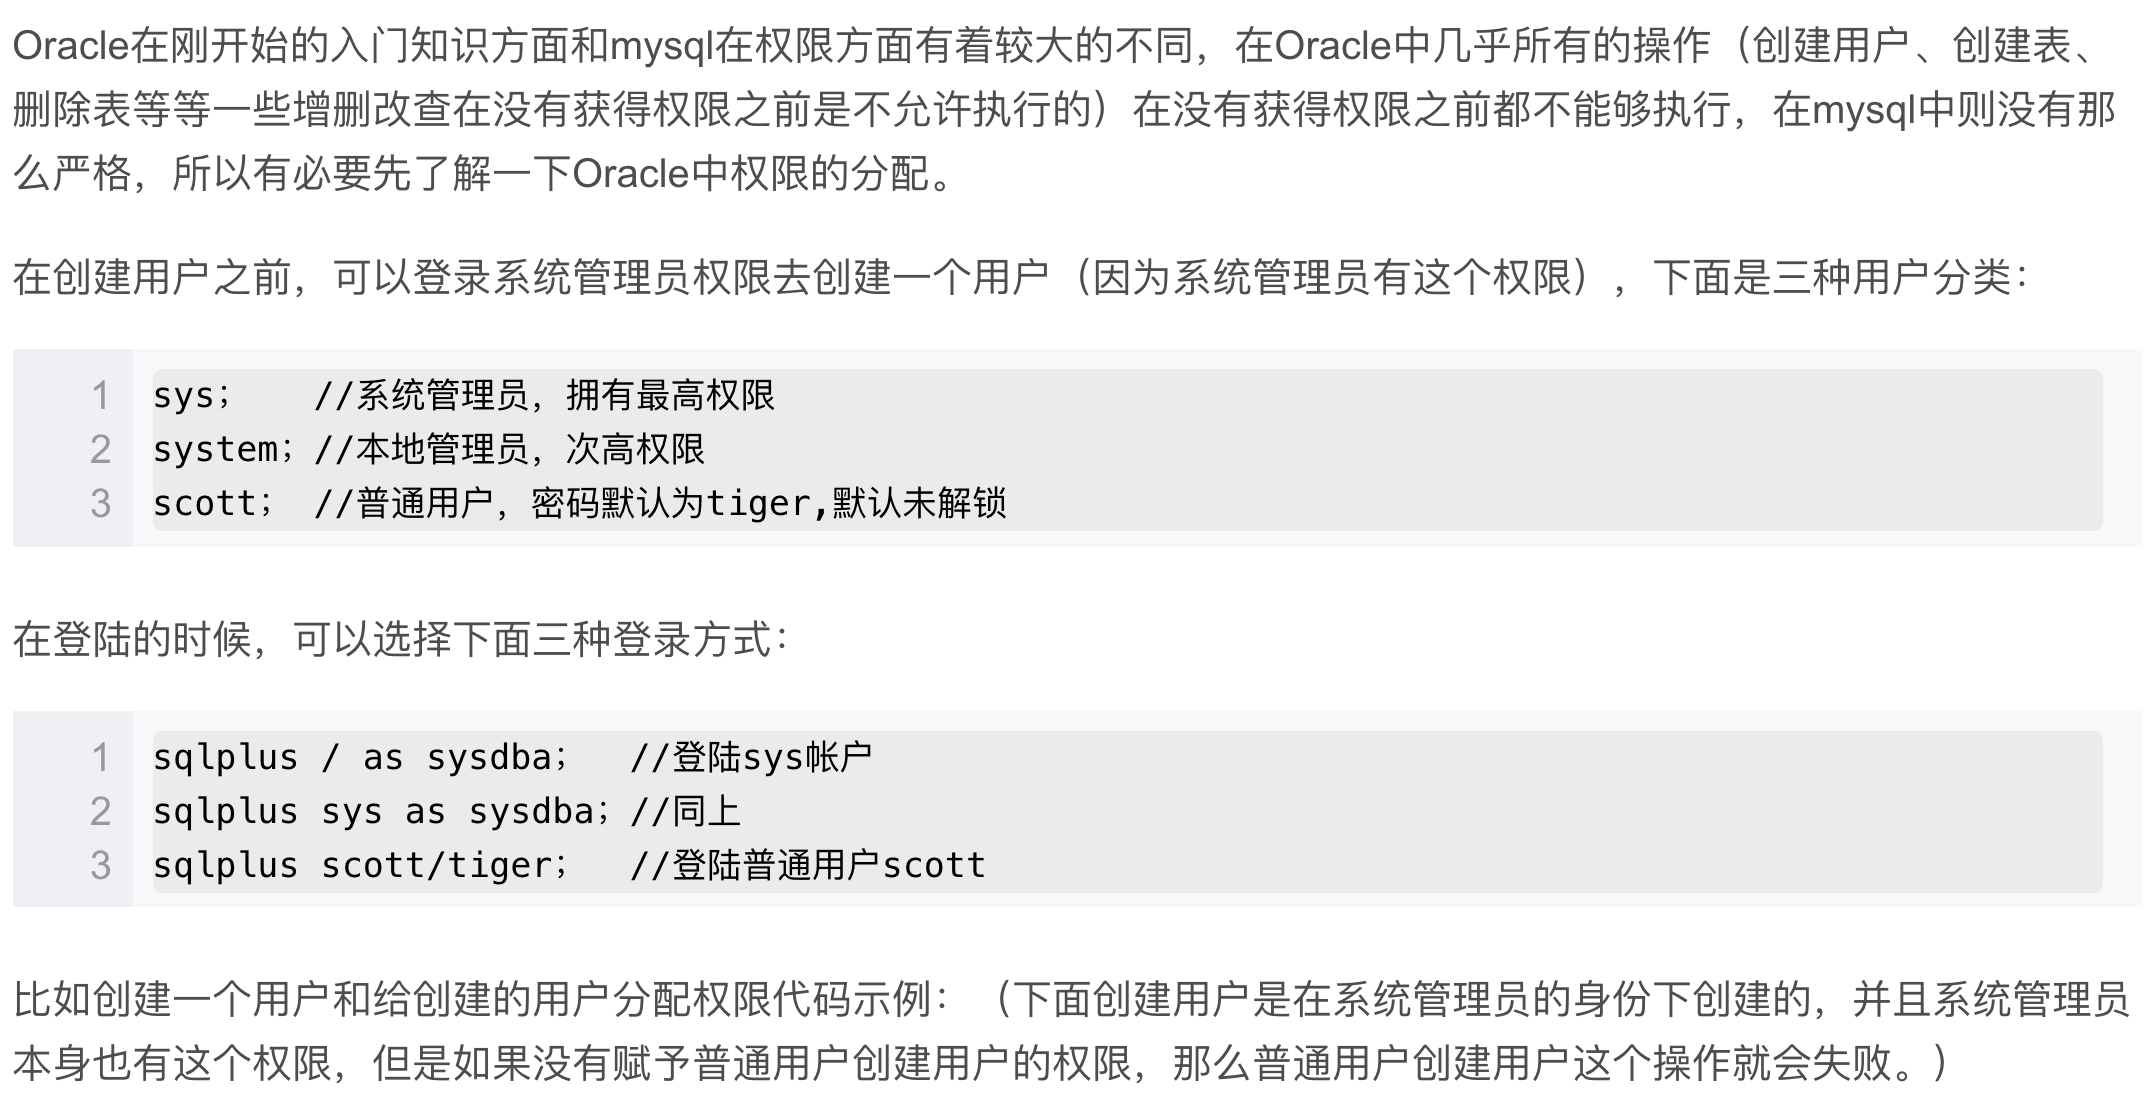 Oracle在刚开始的入门知识方面和mysql在权限方面有着较大的不同，在Oracle中几乎所有的操作（创建用户、创建表、
删除表等等一些增删改查在没有获得权限之前是不允许执行的）在没有获得权限之前都不能够执行，在mysql中则没有那
么严格，所以有必要先了解一下Oracle中权限的分配。
在创建用户之前，可以登录系统管理员权限去创建一个用户（因为系统管理员有这个权限），下面是三种用户分类：
1 sys；    //系统管理员，拥有最高权限
2 system；//本地管理员，次高权限
3 scott；  //普通用户，密码默认为tiger,默认未解锁
在登陆的时候，可以选择下面三种登录方式：
1 sqlplus / as sysdba；   //登陆sys帐户
2 sqlplus sys as sysdba；//同上
3 sqlplus scott/tiger；   //登陆普通用户scott
比如创建一个用户和给创建的用户分配权限代码示例：（下面创建用户是在系统管理员的身份下创建的，并且系统管理员
本身也有这个权限，但是如果没有赋予普通用户创建用户的权限，那么普通用户创建用户这个操作就会失败。）